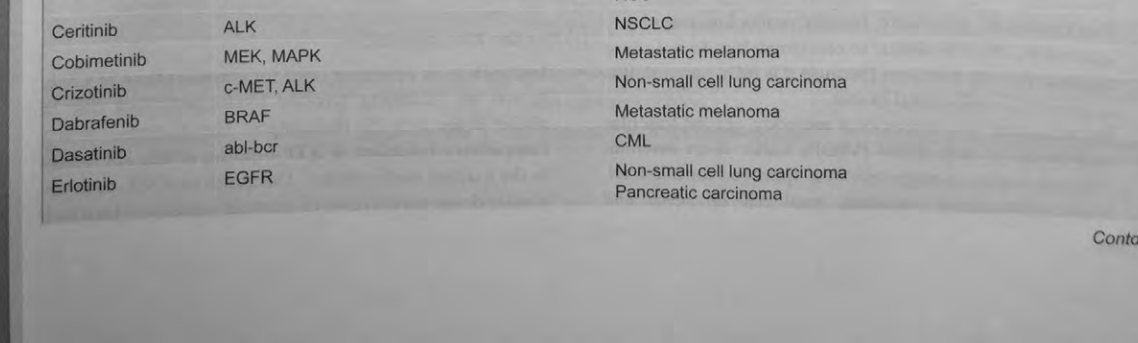 Ceritinib ALK NSCLC
Cobimetinib MEK, MAPK Metastatic melanoma
Crizotinib c-MET, ALK Non-small cell lung carcinoma
Dabrafenib BRAF Metastatic melanoma
Dasatinib abl-bcr CML
Erlotinib EGFR Non-small cell lung carcinoma
Pancreatic carcinoma